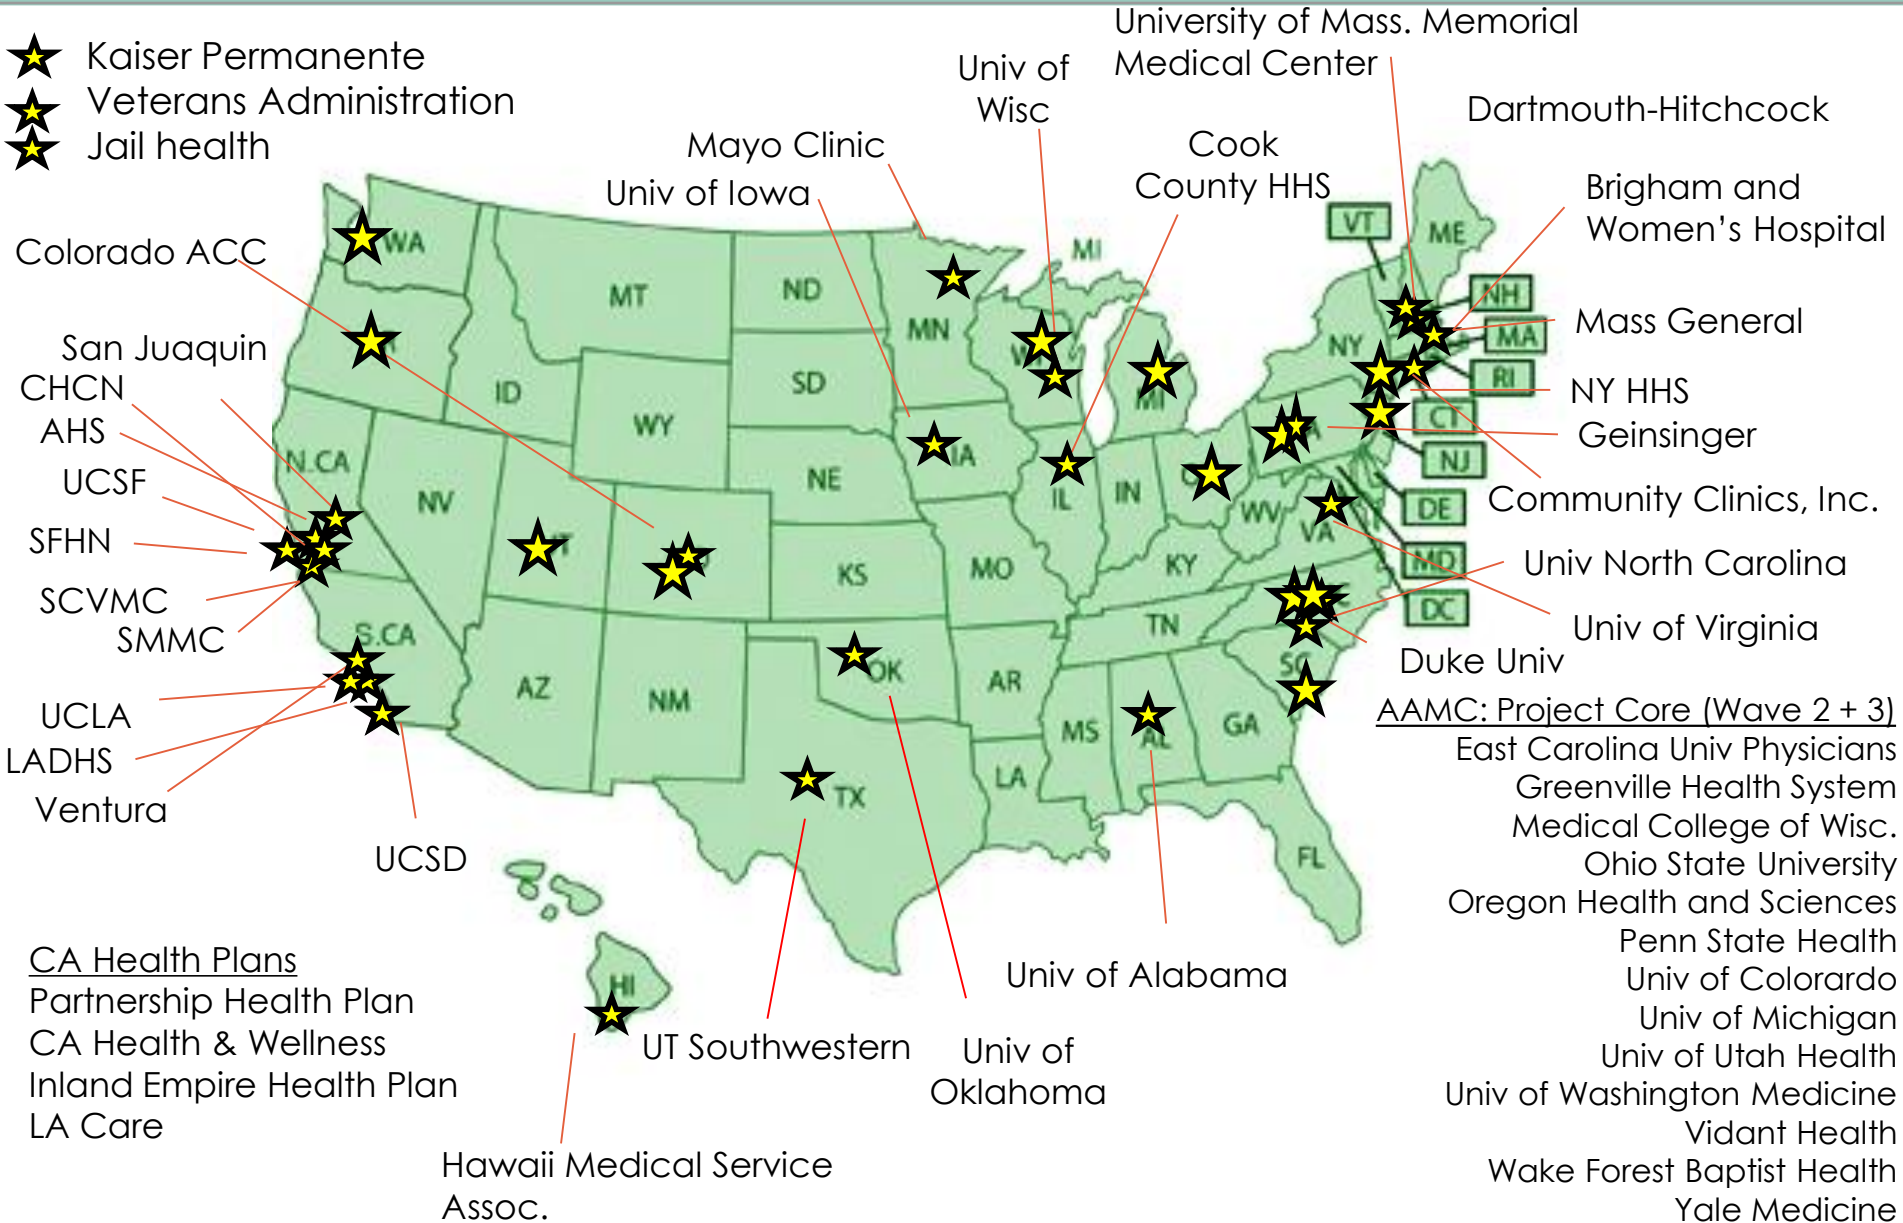 Kaiser Permanente
Veterans Administration
Jail health
University of Mass. Memorial
Medical Center
Univ of
Wisc
Dartmouth-Hitchcock
Mayo Clinic
Cook
County HHS
Univ of Iowa
Brigham and
Women's Hospital
Colorado ACC
Mass General
San Juaquin
CHCN
AHS
UCSF
SFHN
SCVMC
SMMC
UCLA
LADHS
Ventura
UCSD
NY HHS
Geinsinger
Community Clinics, Inc.
Univ North Carolina
Univ of Virginia
Duke Univ
WA
MT
ND
MN
MI
VT
ME
NH
MA
RI
CT
NJ
DE
MD
DC
NY
ID
WY
SD
NE
IA
IL
IN
MI
WV
VA
KY
N.CA
NV
KS
MO
TN
SC
S.CA
AZ
NM
OK
AR
MS
AL
GA
TX
LA
FL
HI
AAMC: Project Core (Wave 2 + 3)
East Carolina Univ Physicians
Greenville Health System
Medical College of Wisc.
Ohio State University
Oregon Health and Sciences
Penn State Health
Univ of Colorardo
Univ of Michigan
Univ of Utah Health
Univ of Washington Medicine
Vidant Health
Wake Forest Baptist Health
Yale Medicine
CA Health Plans
Partnership Health Plan
CA Health & Wellness
Inland Empire Health Plan
LA Care
Univ of Alabama
UT Southwestern
Univ of
Oklahoma
Hawaii Medical Service
Assoc.